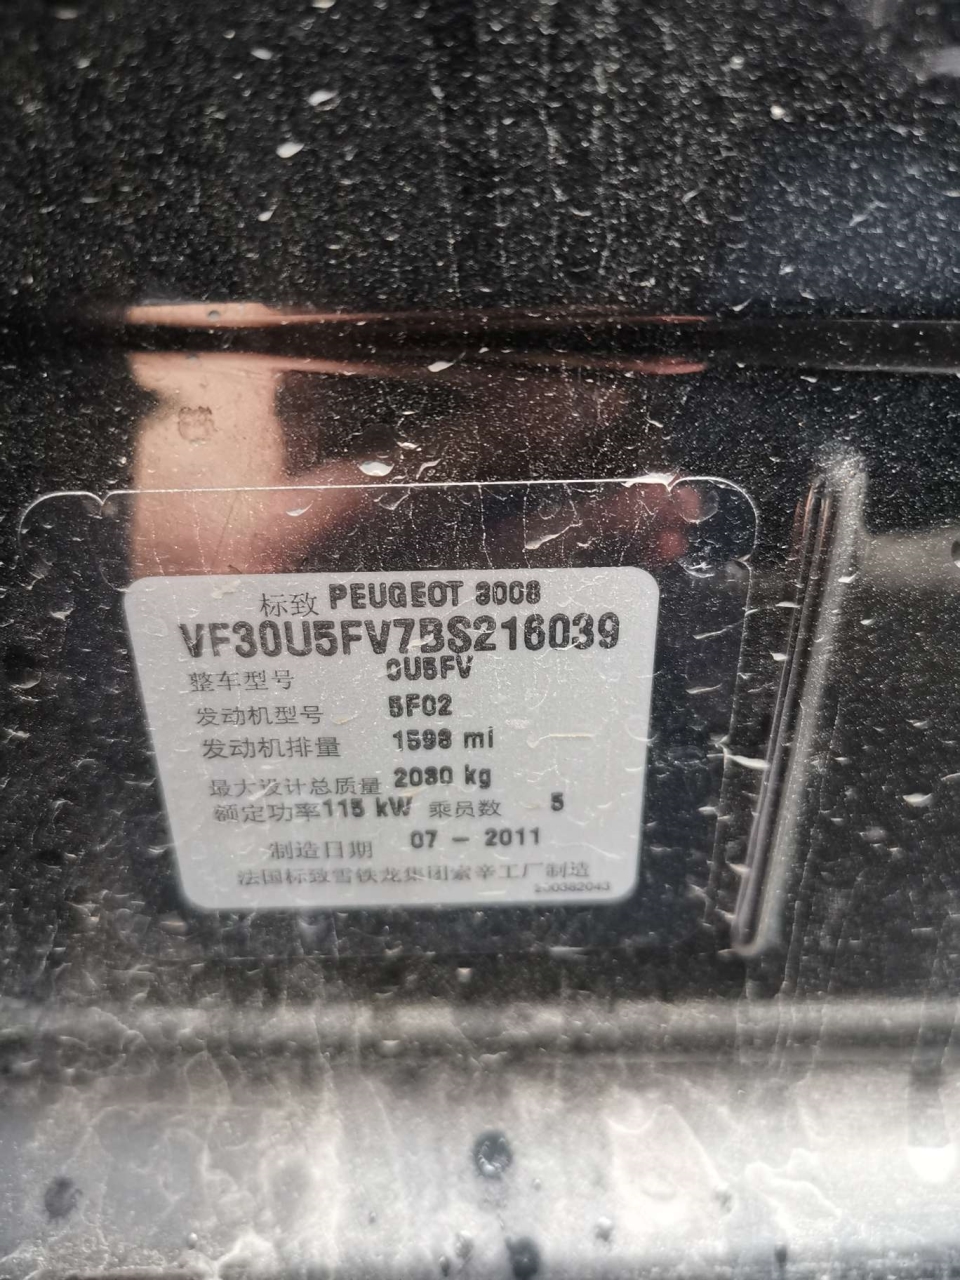 标致 PEUGEOT 3008
VF30U5FV7BS216039
整车型号 0U5FV
发动机型号 5F02
发动机排量 1598 ml
最大设计总质量 2030 kg
额定功率 115 kW 乘员数 5
制造日期 07 - 2011
法国标致雪铁龙集团索辛工厂制造
200382043